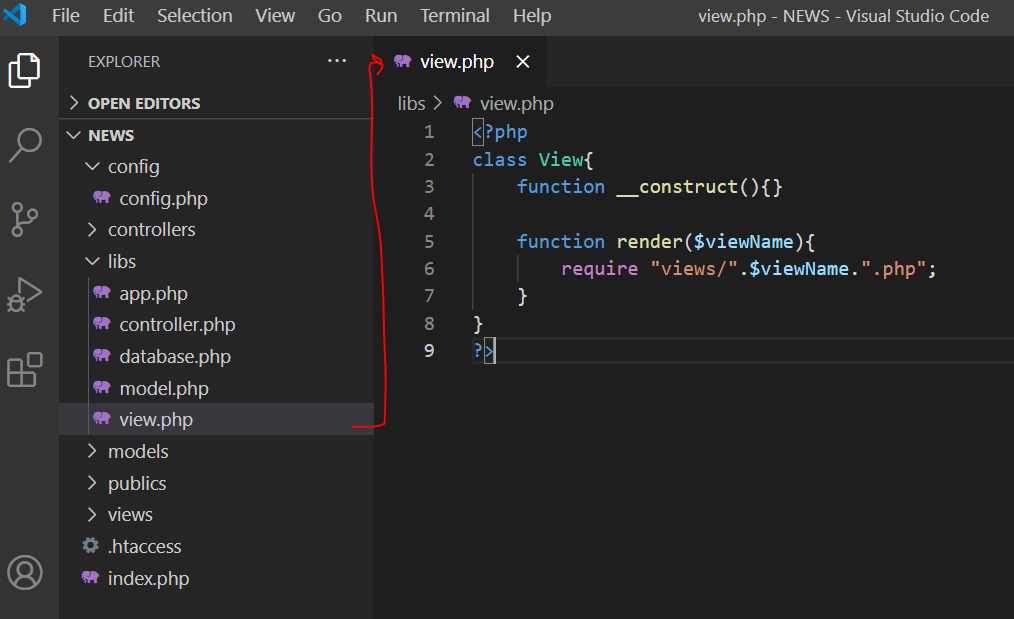 File Edit Selection View Go Run Terminal Help view.php - NEWS - Visual Studio Code
EXPLORER ···
OPEN EDITORS
NEWS
config
config.php
controllers
libs
app.php
controller.php
database.php
model.php
view.php
models
publics
views
.htaccess
index.php
view.php
libs > view.php
1 <?php
2 class View{
3 function __construct(){}
4
5 function render($viewName){
6 require "views/".$viewName.".php";
7 }
8 }
9 ?>